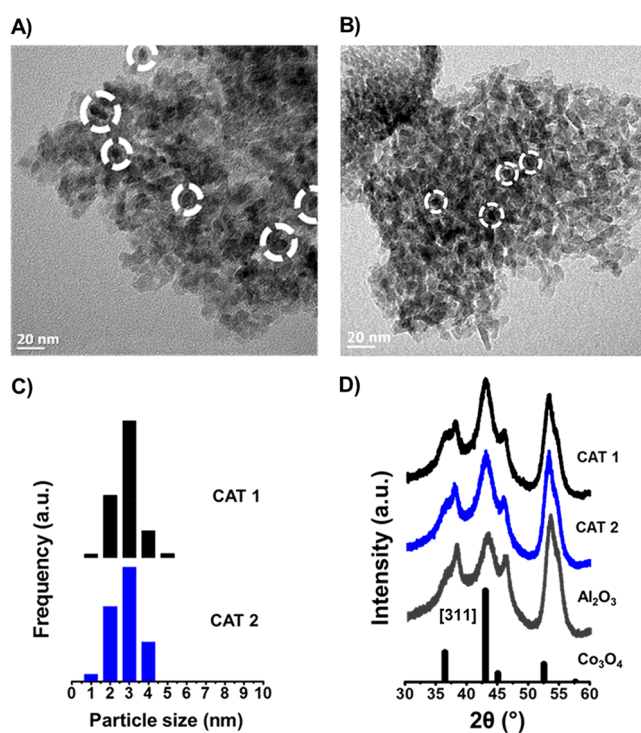 A)
B)
20 nm
20 nm
C)
D)
Frequency (a.u.)
CAT 1
CAT 2
0 1 2 3 4 5 6 7 8 9 10
Particle size (nm)
Intensity (a.u.)
CAT 1
CAT 2
Al₂O₃
[311]
Co₃O₄
30 35 40 45 50 55 60
2θ (°)